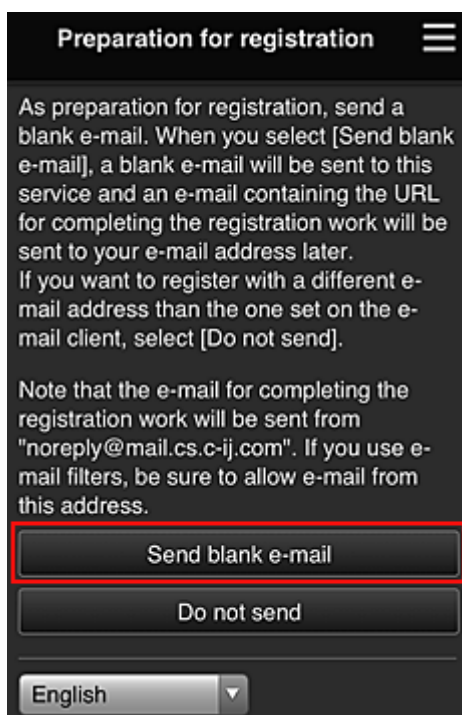 Preparation for registration
As preparation for registration, send a
blank e-mail. When you select [Send blank
e-mail], a blank e-mail will be sent to this
service and an e-mail containing the URL
for completing the registration work will be
sent to your e-mail address later.
If you want to register with a different e-
mail address than the one set on the e-
mail client, select [Do not send].
Note that the e-mail for completing the
registration work will be sent from
"noreply@mail.cs.c-ij.com". If you use e-
mail filters, be sure to allow e-mail from
this address.
Send blank e-mail
Do not send
English